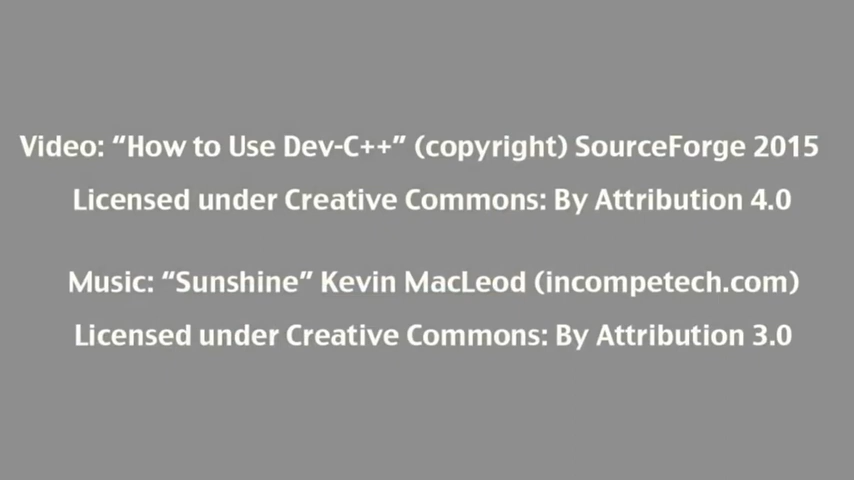 Video: “How to Use Dev-C++” (copyright) SourceForge 2015
Licensed under Creative Commons: By Attribution 4.0
Music: “Sunshine” Kevin MacLeod (incompetech.com)
Licensed under Creative Commons: By Attribution 3.0